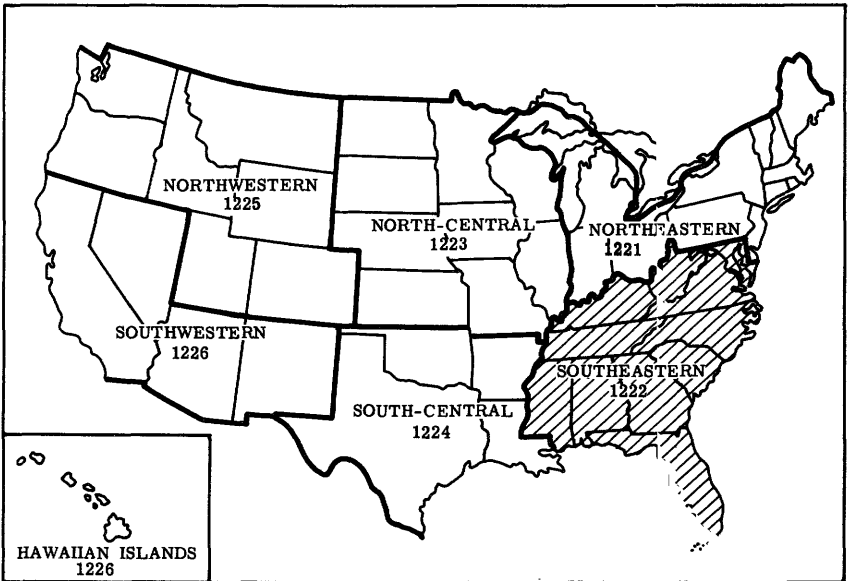 NORTHWESTERN
1225
NORTH-CENTRAL
1223
NORTHEASTERN
1221
SOUTHWESTERN
1226
SOUTHEASTERN
1222
SOUTH-CENTRAL
1224
HAWAIIAN ISLANDS
1226